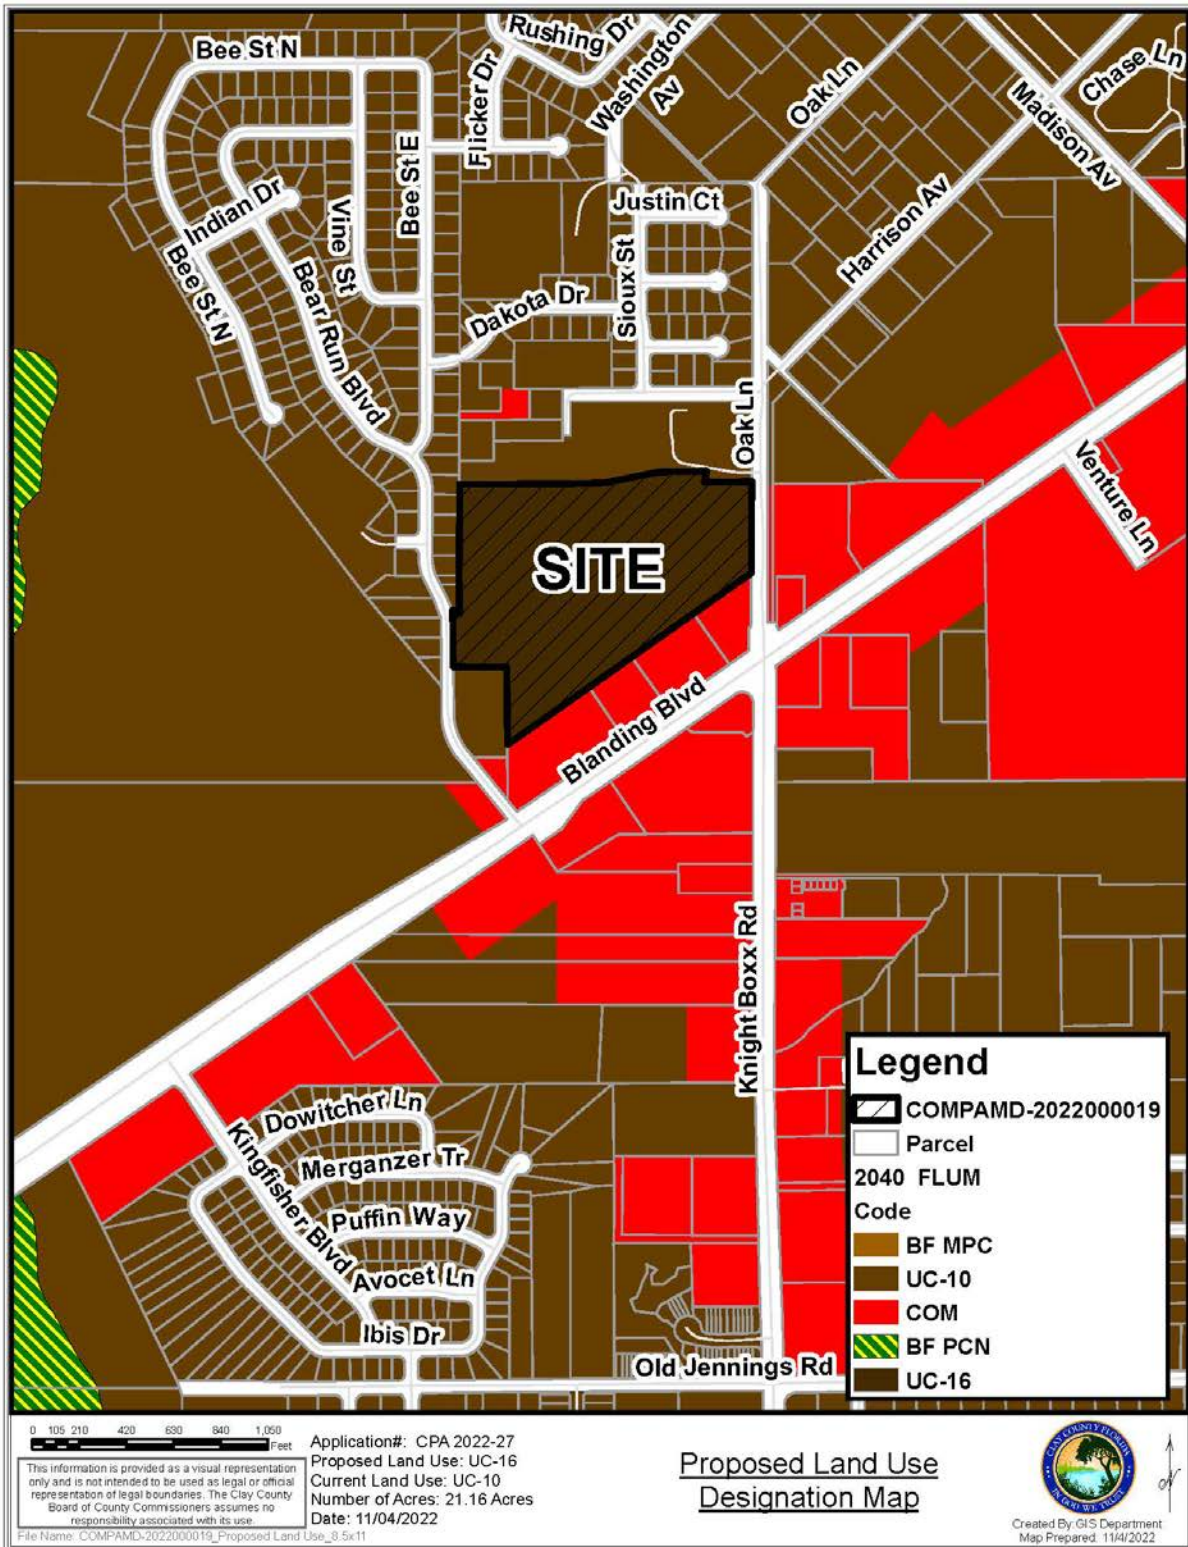 Bee St N
Rushing Dr
Washington
Av
Flicker Dr
Oak Ln
Chase Ln
Madison Av
Bee St E
Indian Dr
Vine St
Justin Ct
Harrison Av
Bee St N
Bear Run Blvd
Dakota Dr
Sioux St
Oak Ln
Venture Ln
SITE
Blanding Blvd
Knight Boxx Rd
Dowitcher Ln
Merganzer Tr
Kingfisher Blvd
Puffin Way
Avocet Ln
Ibis Dr
Old Jennings Rd
Legend
COMPAMD-2022000019
Parcel
2040 FLUM
Code
BF MPC
UC-10
COM
BF PCN
UC-16
0 105 210 420 630 840 1,050
Feet
This information is provided as a visual representation
only and is not intended to be used as legal or official
representation of legal boundaries. The Clay County
Board of County Commissioners assumes no
responsibility associated with its use.
File Name: COMPAMD-2022000019_Proposed Land Use_8.5x11
Application#: CPA 2022-27
Proposed Land Use: UC-16
Current Land Use: UC-10
Number of Acres: 21.16 Acres
Date: 11/04/2022
Proposed Land Use
Designation Map
CLAY COUNTY FLORIDA
IN GOD WE TRUST
N
Created By: GIS Department
Map Prepared: 11/4/2022